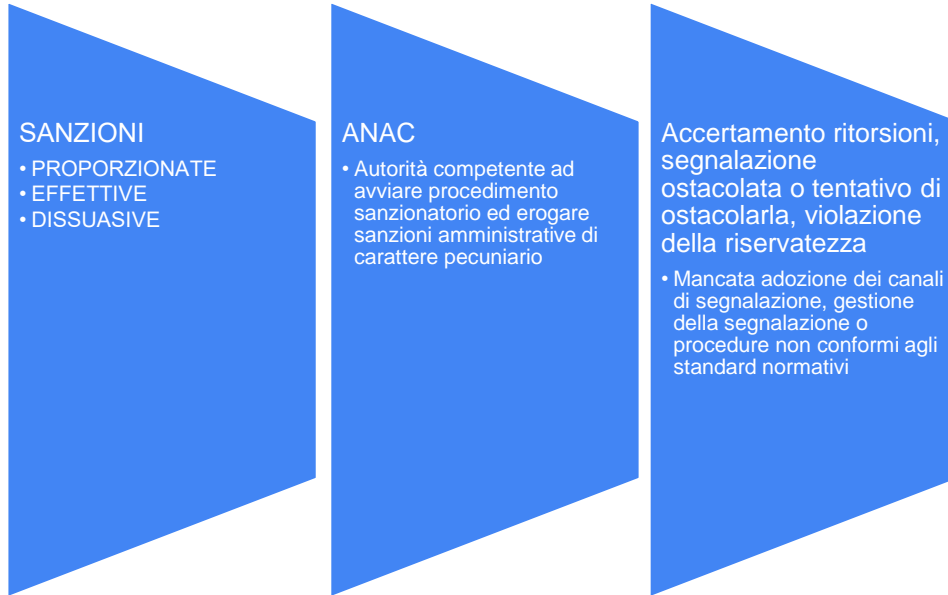 SANZIONI
• PROPORZIONATE
• EFFETTIVE
• DISSUASIVE
ANAC
• Autorità competente ad
avviare procedimento
sanzionatorio ed erogare
sanzioni amministrative di
carattere pecuniario
Accertamento ritorsioni,
segnalazione
ostacolata o tentativo di
ostacolarla, violazione
della riservatezza
• Mancata adozione dei canali
di segnalazione, gestione
della segnalazione o
procedure non conformi agli
standard normativi